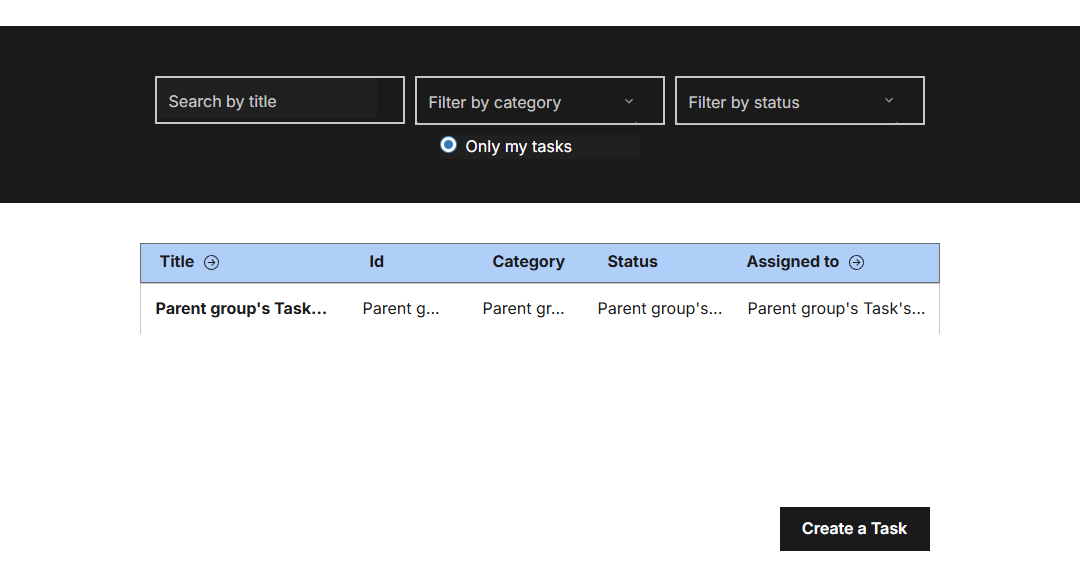 Search by title
Filter by category
Filter by status
Only my tasks
Title Id Category Status Assigned to
Parent group's Task... Parent g... Parent gr... Parent group's... Parent group's Task's...
Create a Task